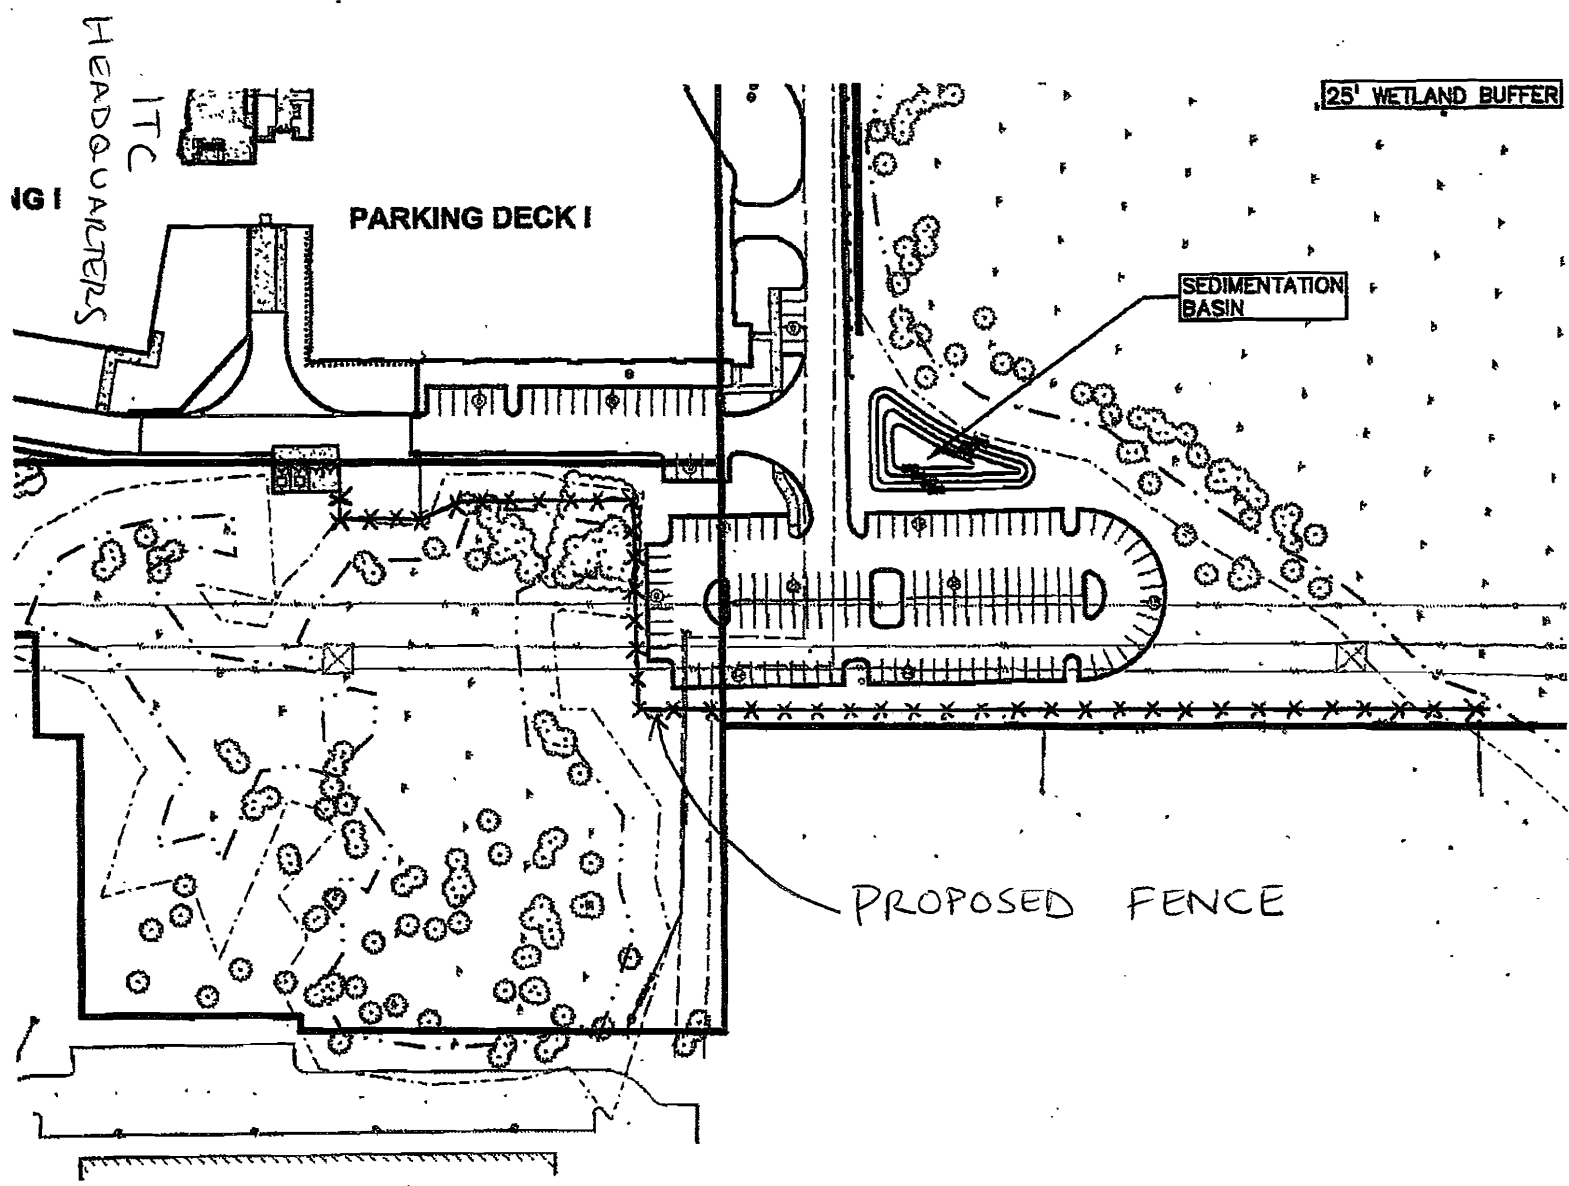 ITC
HEADQUARTERS
25' WETLAND BUFFER
NG I
PARKING DECK I
SEDIMENTATION
BASIN
PROPOSED FENCE